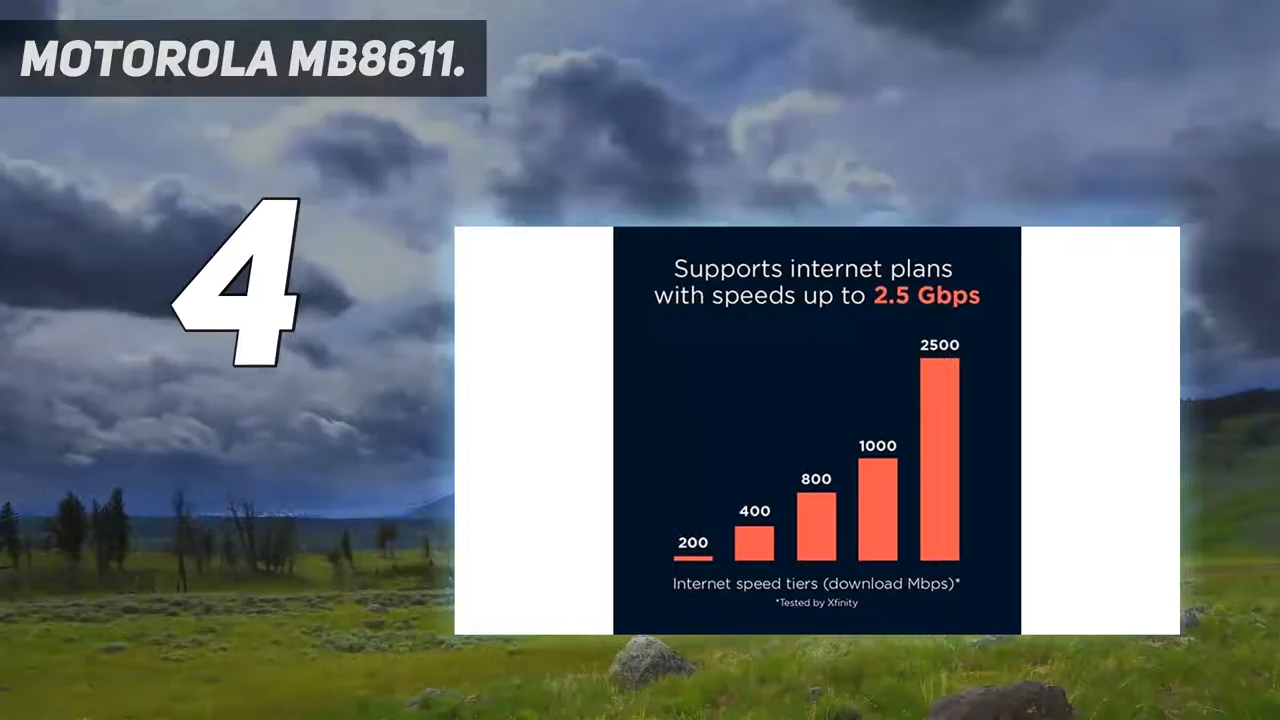 MOTOROLA MB8611.
4
Supports internet plans
with speeds up to 2.5 Gbps
2500
1000
800
400
200
Internet speed tiers (download Mbps)*
*Tested by Xfinity